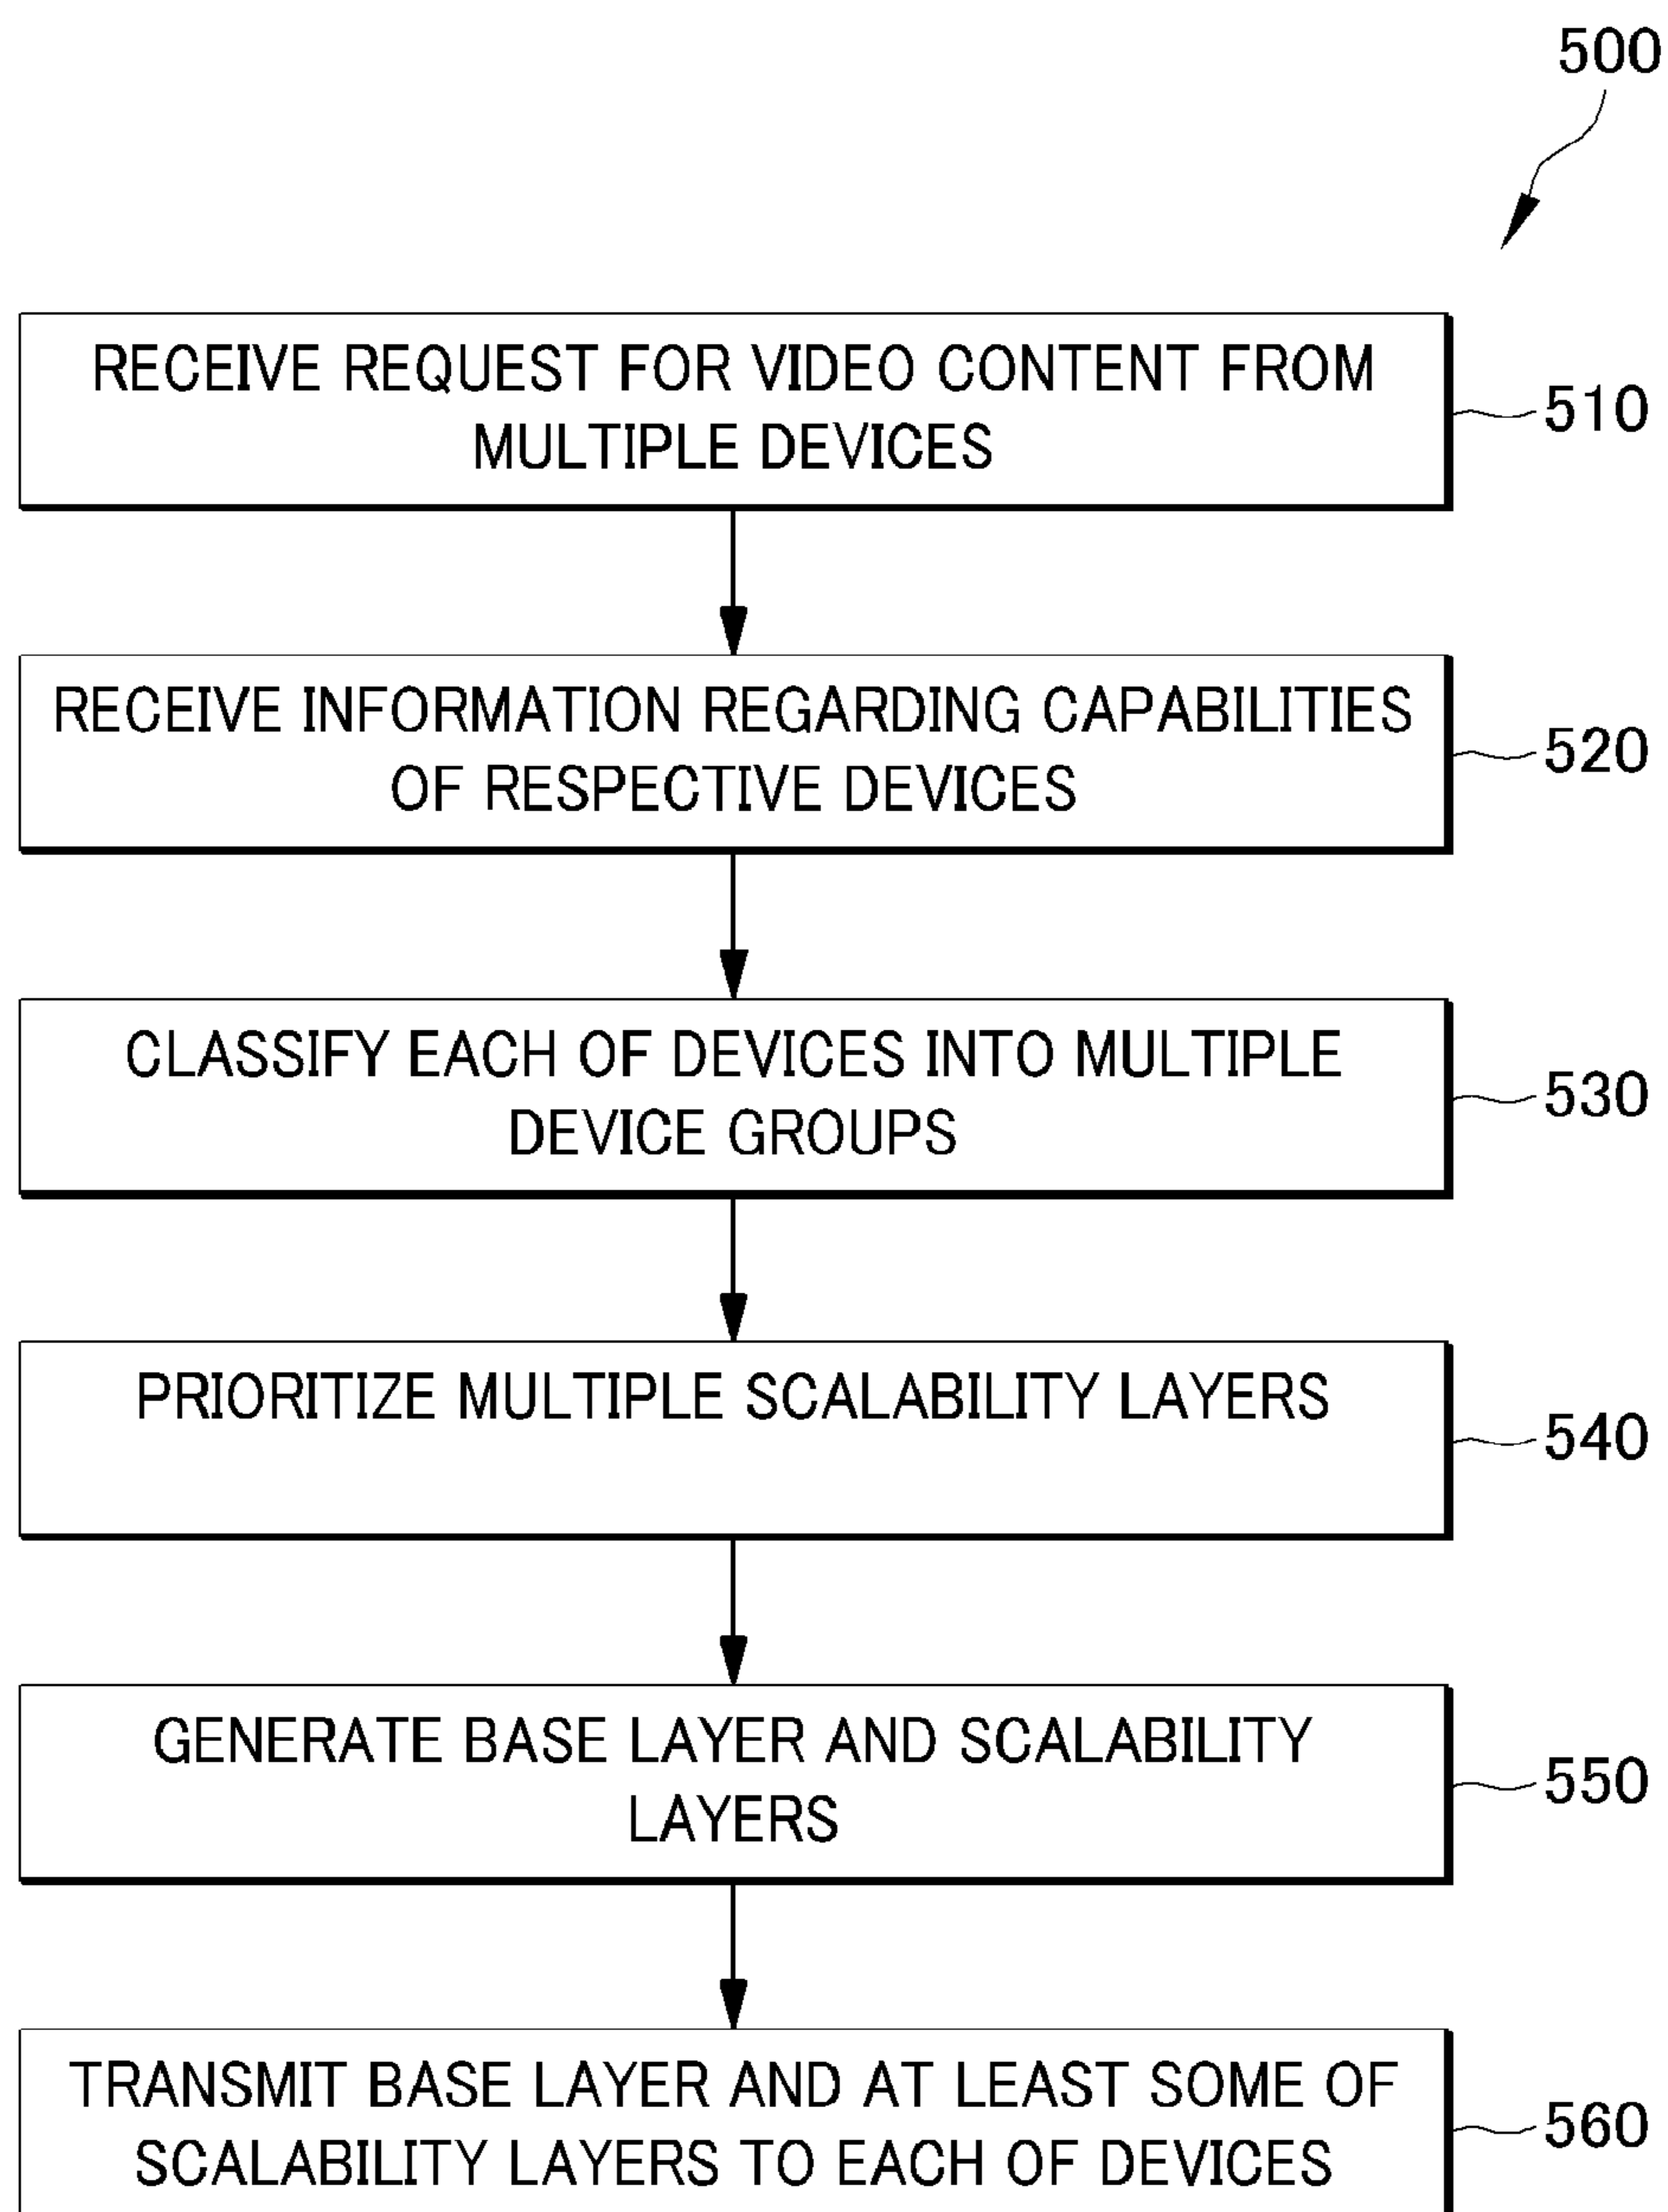 500
RECEIVE REQUEST FOR VIDEO CONTENT FROM
MULTIPLE DEVICES
510
RECEIVE INFORMATION REGARDING CAPABILITIES
OF RESPECTIVE DEVICES
520
CLASSIFY EACH OF DEVICES INTO MULTIPLE
DEVICE GROUPS
530
PRIORITIZE MULTIPLE SCALABILITY LAYERS
540
GENERATE BASE LAYER AND SCALABILITY
LAYERS
550
TRANSMIT BASE LAYER AND AT LEAST SOME OF
SCALABILITY LAYERS TO EACH OF DEVICES
560